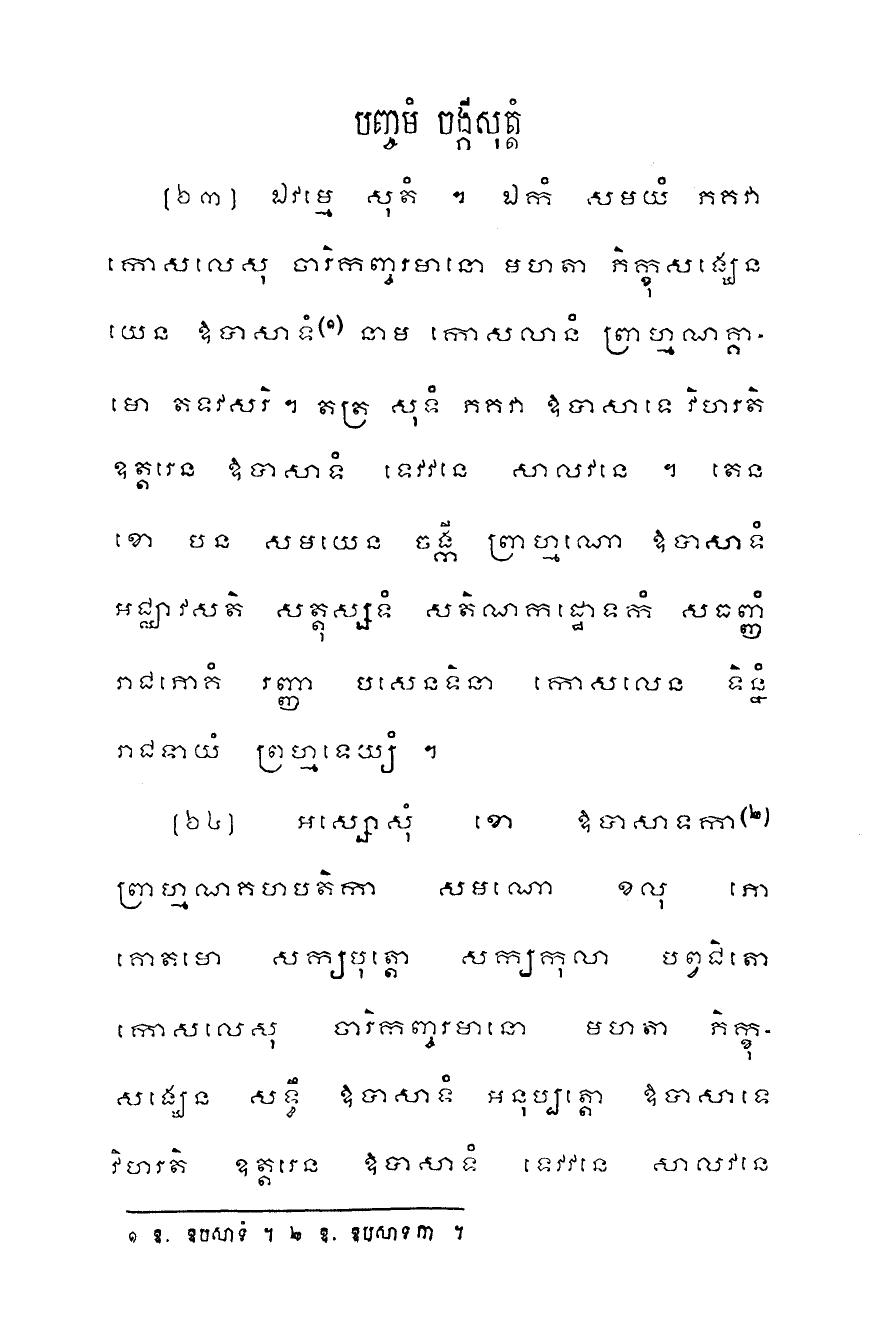 បញ្ចមំ ចង្កីសុត្តំ
[៦៣] ឯវម្មេ សុតំ ។ ឯកំ សមយំ ភគវា
កោសលេសុ ចារិកញ្ចរមានោ មហតា ភិក្ខុសង្ឃេន
យេន ឱបាសាទំ(១) នាម កោសលានំ ព្រាហ្មណគ្គា-
មោ តទវសរិ ។ តត្រ សុទំ ភគវា ឱបាសាទេ វិហរតិ
ឧត្តរេន ឱបាសាទំ ទេវវនេ សាលវនេ ។ តេន
ខោ បន សមយេន ចង្កី ព្រាហ្មណោ ឱបាសាទំ
អជ្ឈាវសតិ សត្តុស្សទំ សតិណកដ្ឋោទកំ សធញ្ញំ
រាជភោគំ រញ្ញា បសេនទិនា កោសលេន ទិន្នំ
រាជទាយំ ព្រហ្មទេយ្យំ ។
[៦៤] អស្សោសុំ ខោ ឱបាសាទកា(២)
ព្រាហ្មណគហបតិកា សមណោ ខលុ ភោ
គោតមោ សក្យបុត្តោ សក្យកុលា បព្វជិតោ
កោសលេសុ ចារិកញ្ចរមានោ មហតា ភិក្ខុ-
សង្ឃេន សទ្ធឹ ឱបាសាទំ អនុប្បត្តោ ឱបាសាទេ
វិហរតិ ឧត្តរេន ឱបាសាទំ ទេវវនេ សាលវនេ
១ ឱ. ឱបសាទំ ។ ២ ឱ. ឱបសាទកា ។